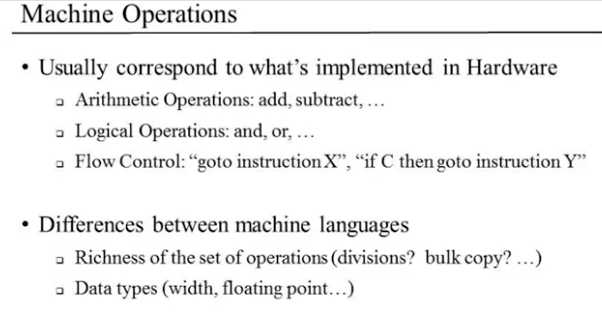 Machine Operations
• Usually correspond to what's implemented in Hardware
❑ Arithmetic Operations: add, subtract, …
❑ Logical Operations: and, or, …
❑ Flow Control: “goto instruction X”, “if C then goto instruction Y”
• Differences between machine languages
❑ Richness of the set of operations (divisions? bulk copy? …)
❑ Data types (width, floating point…)